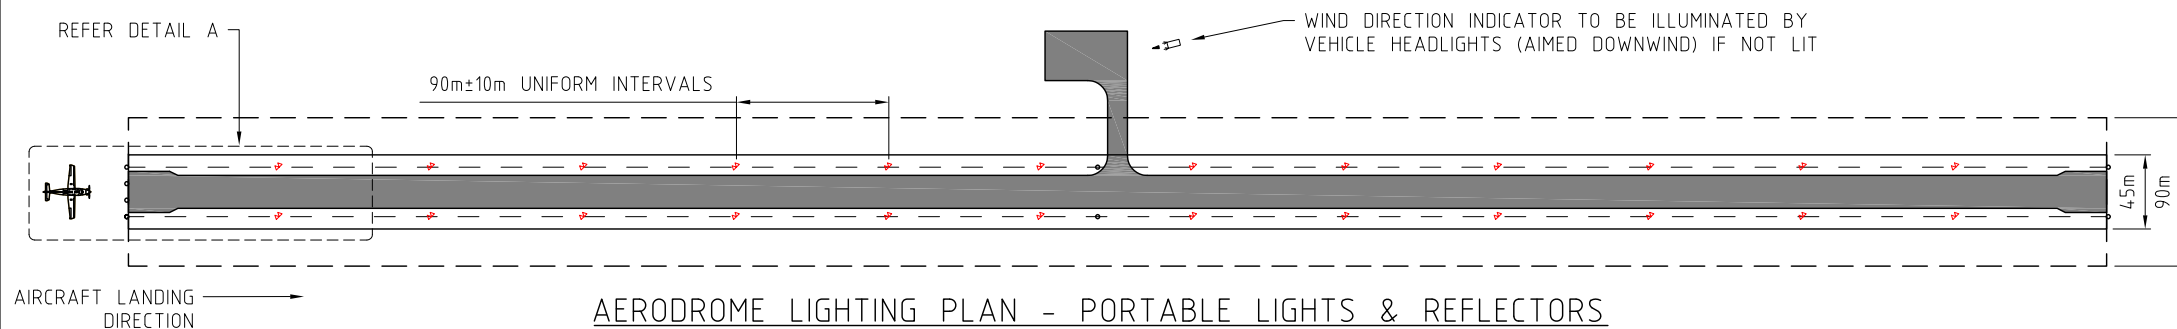 REFER DETAIL A
WIND DIRECTION INDICATOR TO BE ILLUMINATED BY
VEHICLE HEADLIGHTS (AIMED DOWNWIND) IF NOT LIT
90m±10m UNIFORM INTERVALS
45m
90m
AIRCRAFT LANDING
DIRECTION
AERODROME LIGHTING PLAN - PORTABLE LIGHTS & REFLECTORS